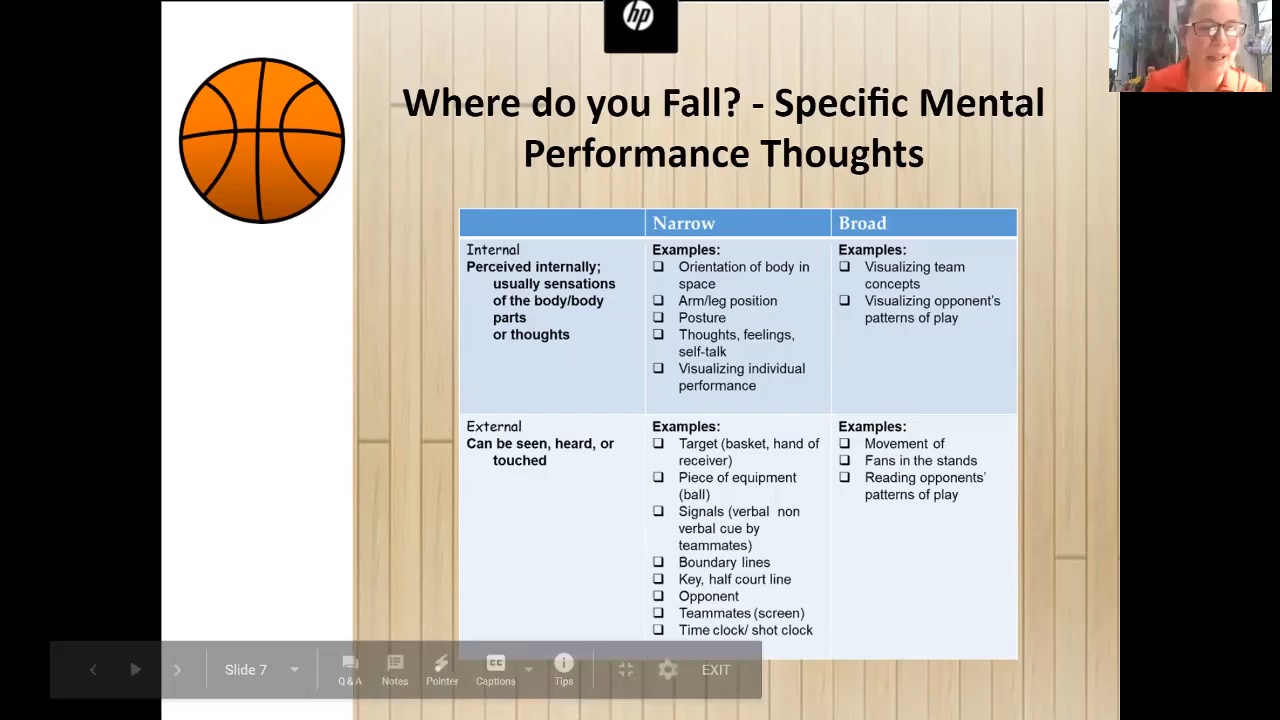 hp
Where do you Fall? - Specific Mental
Performance Thoughts
Narrow
Broad
Internal
Perceived internally;
usually sensations
of the body/body
parts
or thoughts
Examples:
❑ Orientation of body in
space
❑ Arm/leg position
❑ Posture
❑ Thoughts, feelings,
self-talk
❑ Visualizing individual
performance
Examples:
❑ Visualizing team
concepts
❑ Visualizing opponent's
patterns of play
External
Can be seen, heard, or
touched
Examples:
❑ Target (basket, hand of
receiver)
❑ Piece of equipment
(ball)
❑ Signals (verbal non
verbal cue by
teammates)
❑ Boundary lines
❑ Key, half court line
❑ Opponent
❑ Teammates (screen)
❑ Time clock/ shot clock
Examples:
❑ Movement of
❑ Fans in the stands
❑ Reading opponents'
patterns of play
Slide 7
Q & A
Notes
Pointer
CC
Captions
Tips
EXIT